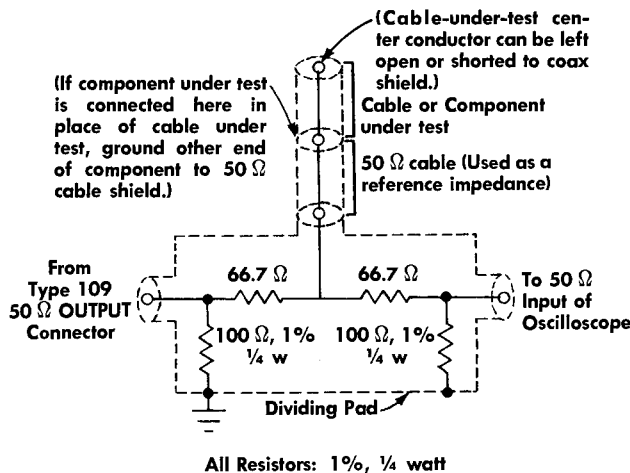 (Cable-under-test cen-
ter conductor can be left
open or shorted to coax
shield.)
(If component under test
is connected here in
place of cable under
test, ground other end
of component to 50 Ω
cable shield.)
Cable or Component
under test
50 Ω cable (Used as a
reference impedance)
From
Type 109
50 Ω OUTPUT
Connector
66.7 Ω
66.7 Ω
To 50 Ω
Input of
Oscilloscope
100 Ω, 1%
¼ w
100 Ω, 1%
¼ w
Dividing Pad
All Resistors: 1%, ¼ watt